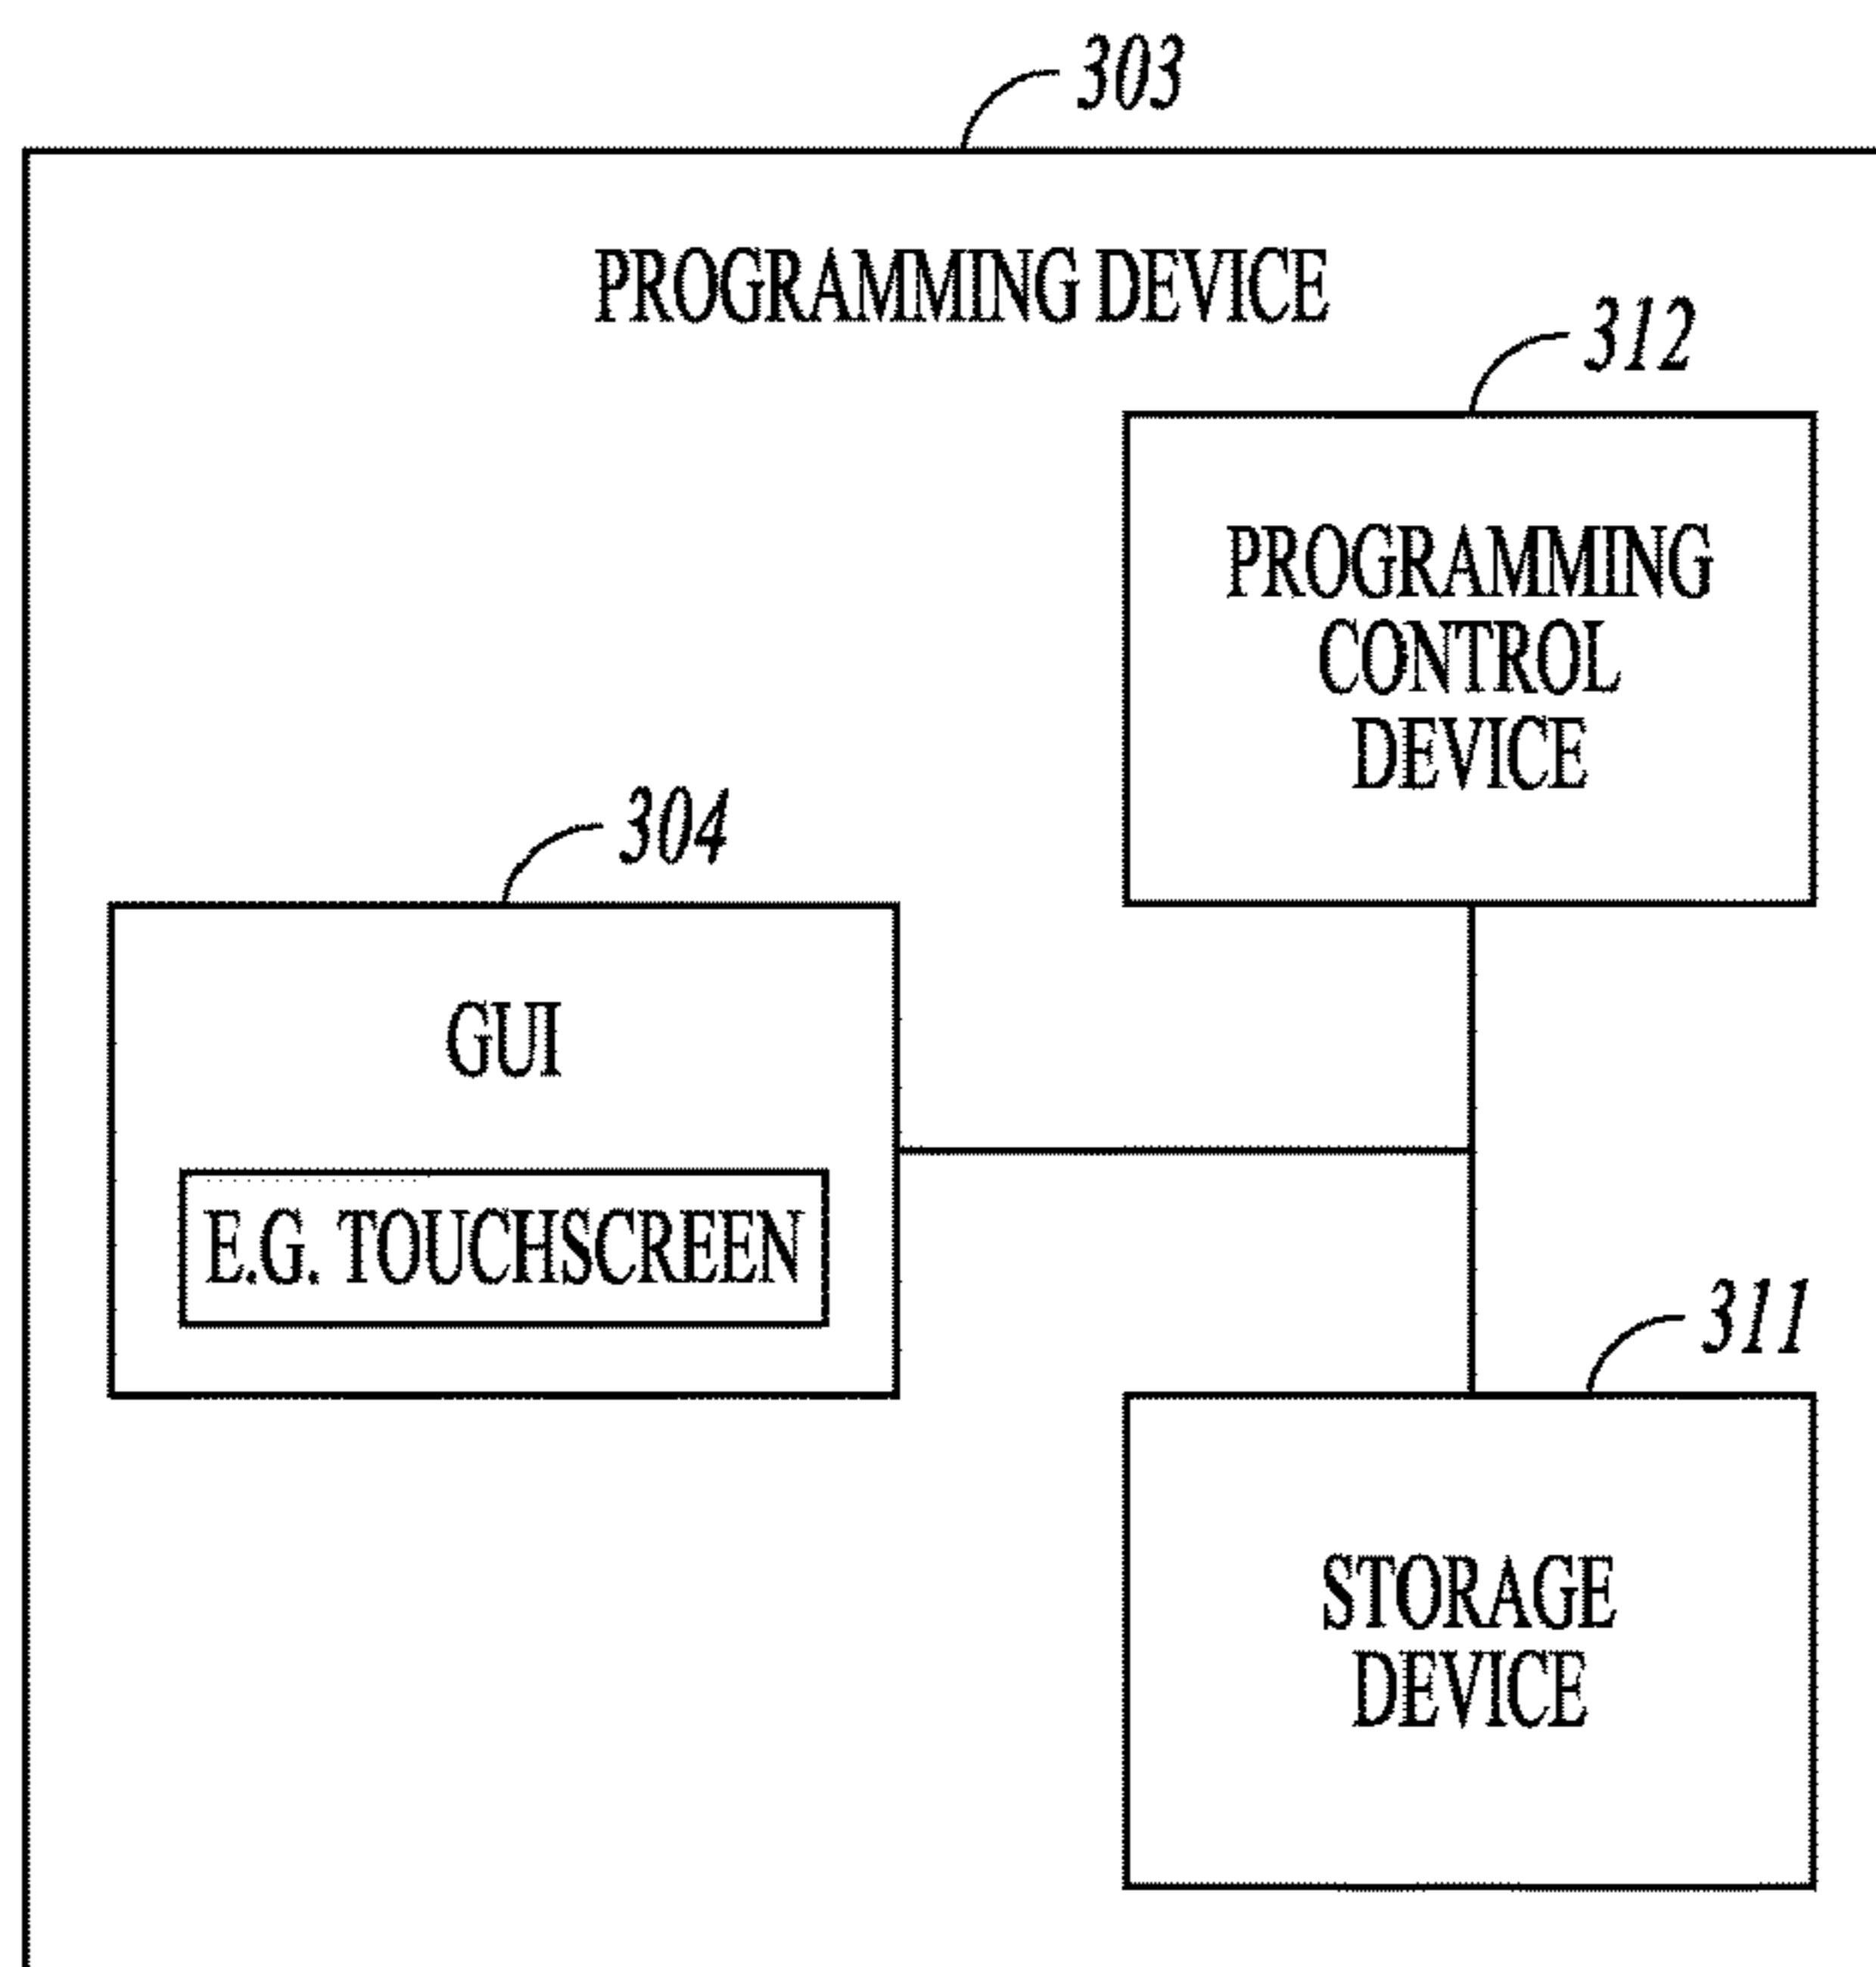 303
PROGRAMMING DEVICE
312
PROGRAMMING
CONTROL
DEVICE
304
GUI
E.G. TOUCHSCREEN
311
STORAGE
DEVICE